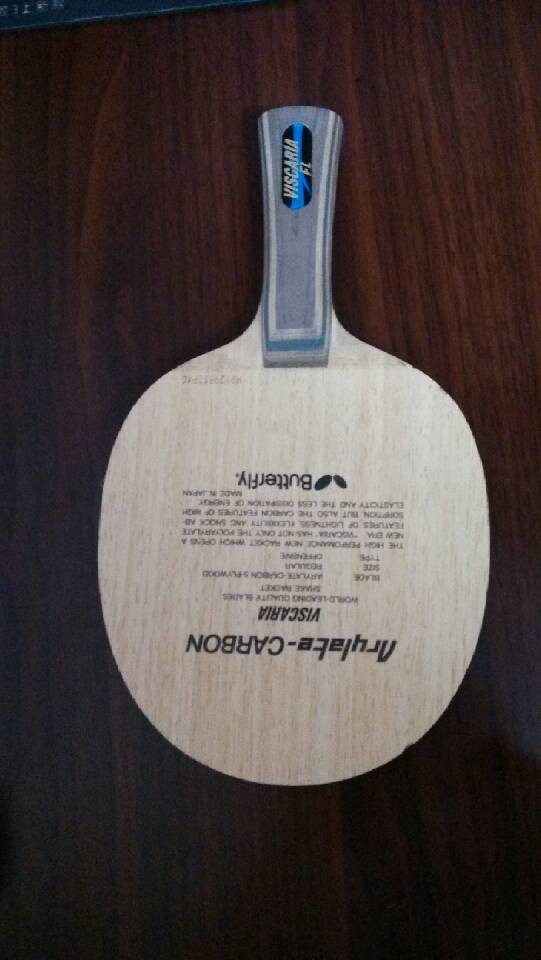 Arylate-CARBON
VISCARIA
WORLD-LEADING QUALITY BLADES
SHAKE RACKET
BLADE ARYLATE-CARBON 5-PLYWOOD
SIZE REGULAR
TYPE OFFENSIVE
THE HIGH PERFOMANCE NEW RACKET WHICH OPENS A
NEW ERA. "VISCARIA" HAS NOT ONLY THE POLYARYLATE
FEATURES OF LIGHTNESS, FLEXIBILITY AND SHOCK AB-
SORPTION, BUT ALSO THE CARBON FEATURES OF HIGH
ELASTICITY AND THE LESS DISSIPATION OF ENERGY.
MADE IN JAPAN
Butterfly.
VISCARIA
FL